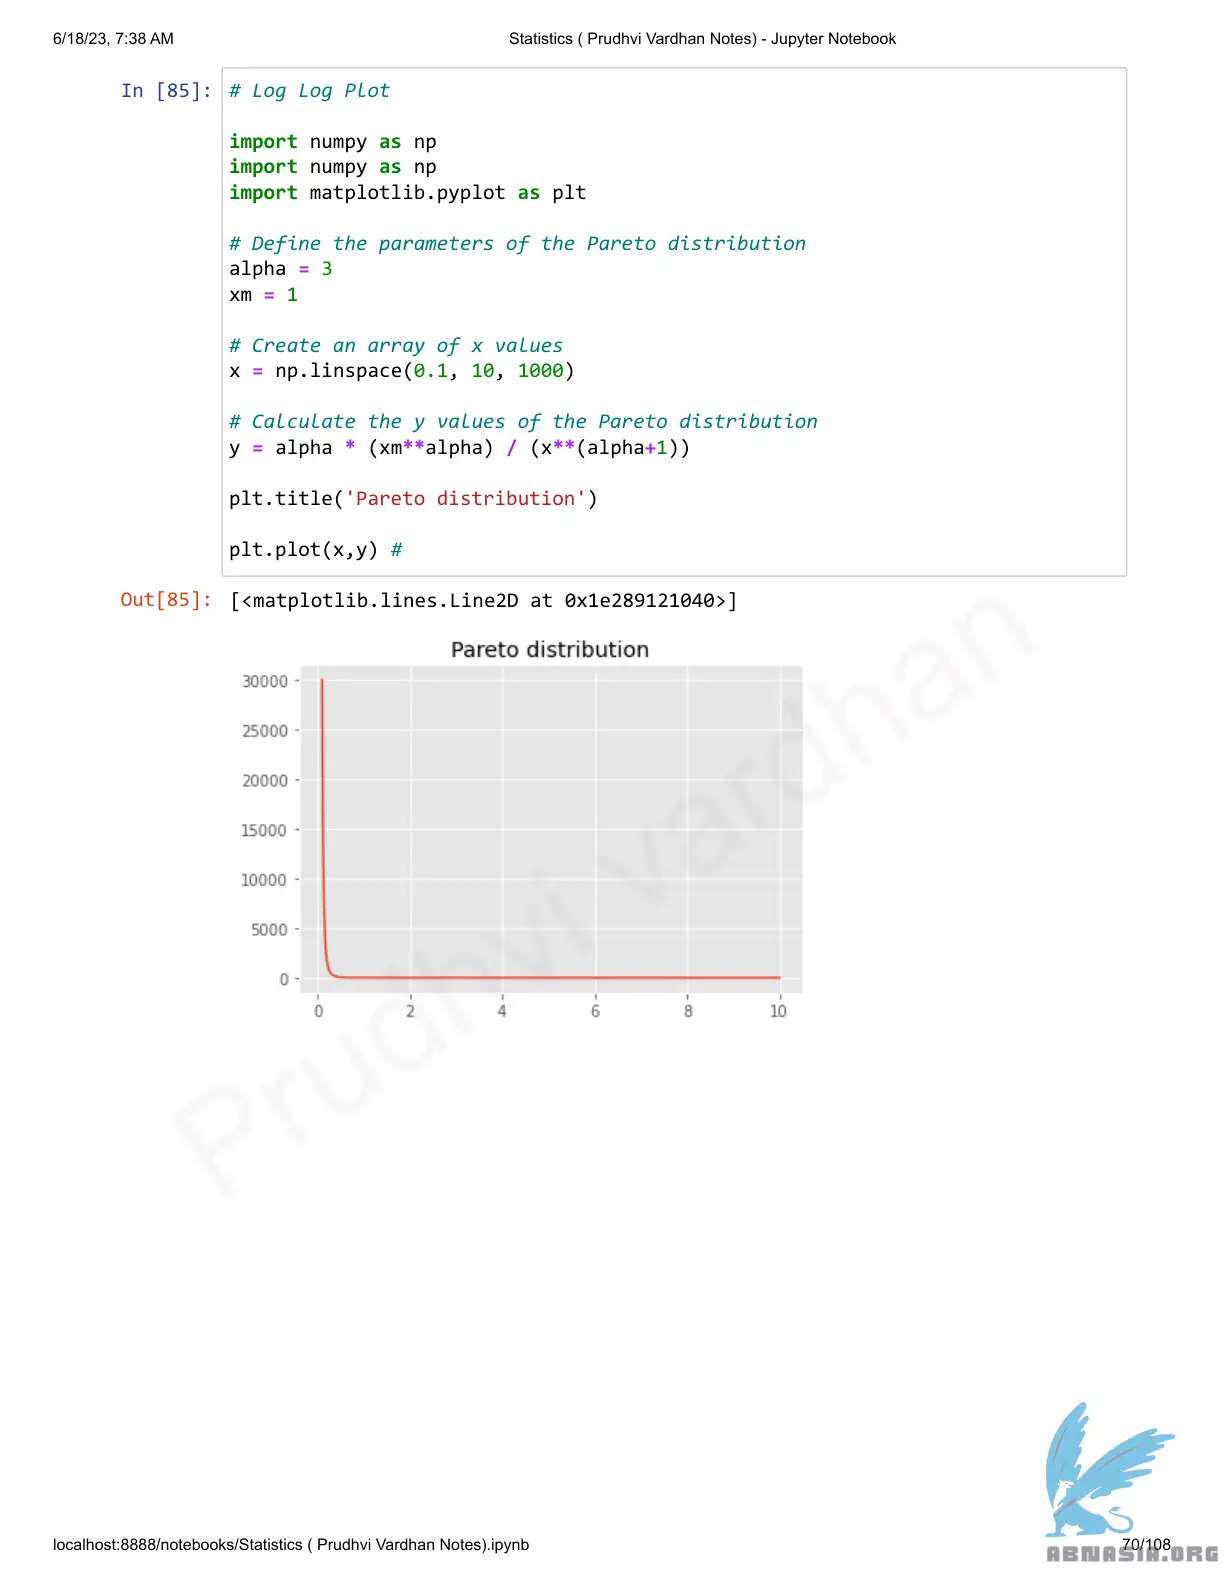 6/18/23, 7:38 AM
Statistics ( Prudhvi Vardhan Notes) - Jupyter Notebook
In [85]: # Log Log Plot
import numpy as np
import numpy as np
import matplotlib.pyplot as plt
# Define the parameters of the Pareto distribution
alpha = 3
xm = 1
# Create an array of x values
x = np.linspace(0.1, 10, 1000)
# Calculate the y values of the Pareto distribution
y = alpha * (xm**alpha) / (x**(alpha+1))
plt.title('Pareto distribution')
plt.plot(x,y) #
Out[85]: [<matplotlib.lines.Line2D at 0x1e289121040>]
Pareto distribution
30000
25000
20000
15000
10000
5000
0
0 2 4 6 8 10
Prudhvi vardhan
localhost:8888/notebooks/Statistics ( Prudhvi Vardhan Notes).ipynb
70/108
ABNASIA.ORG